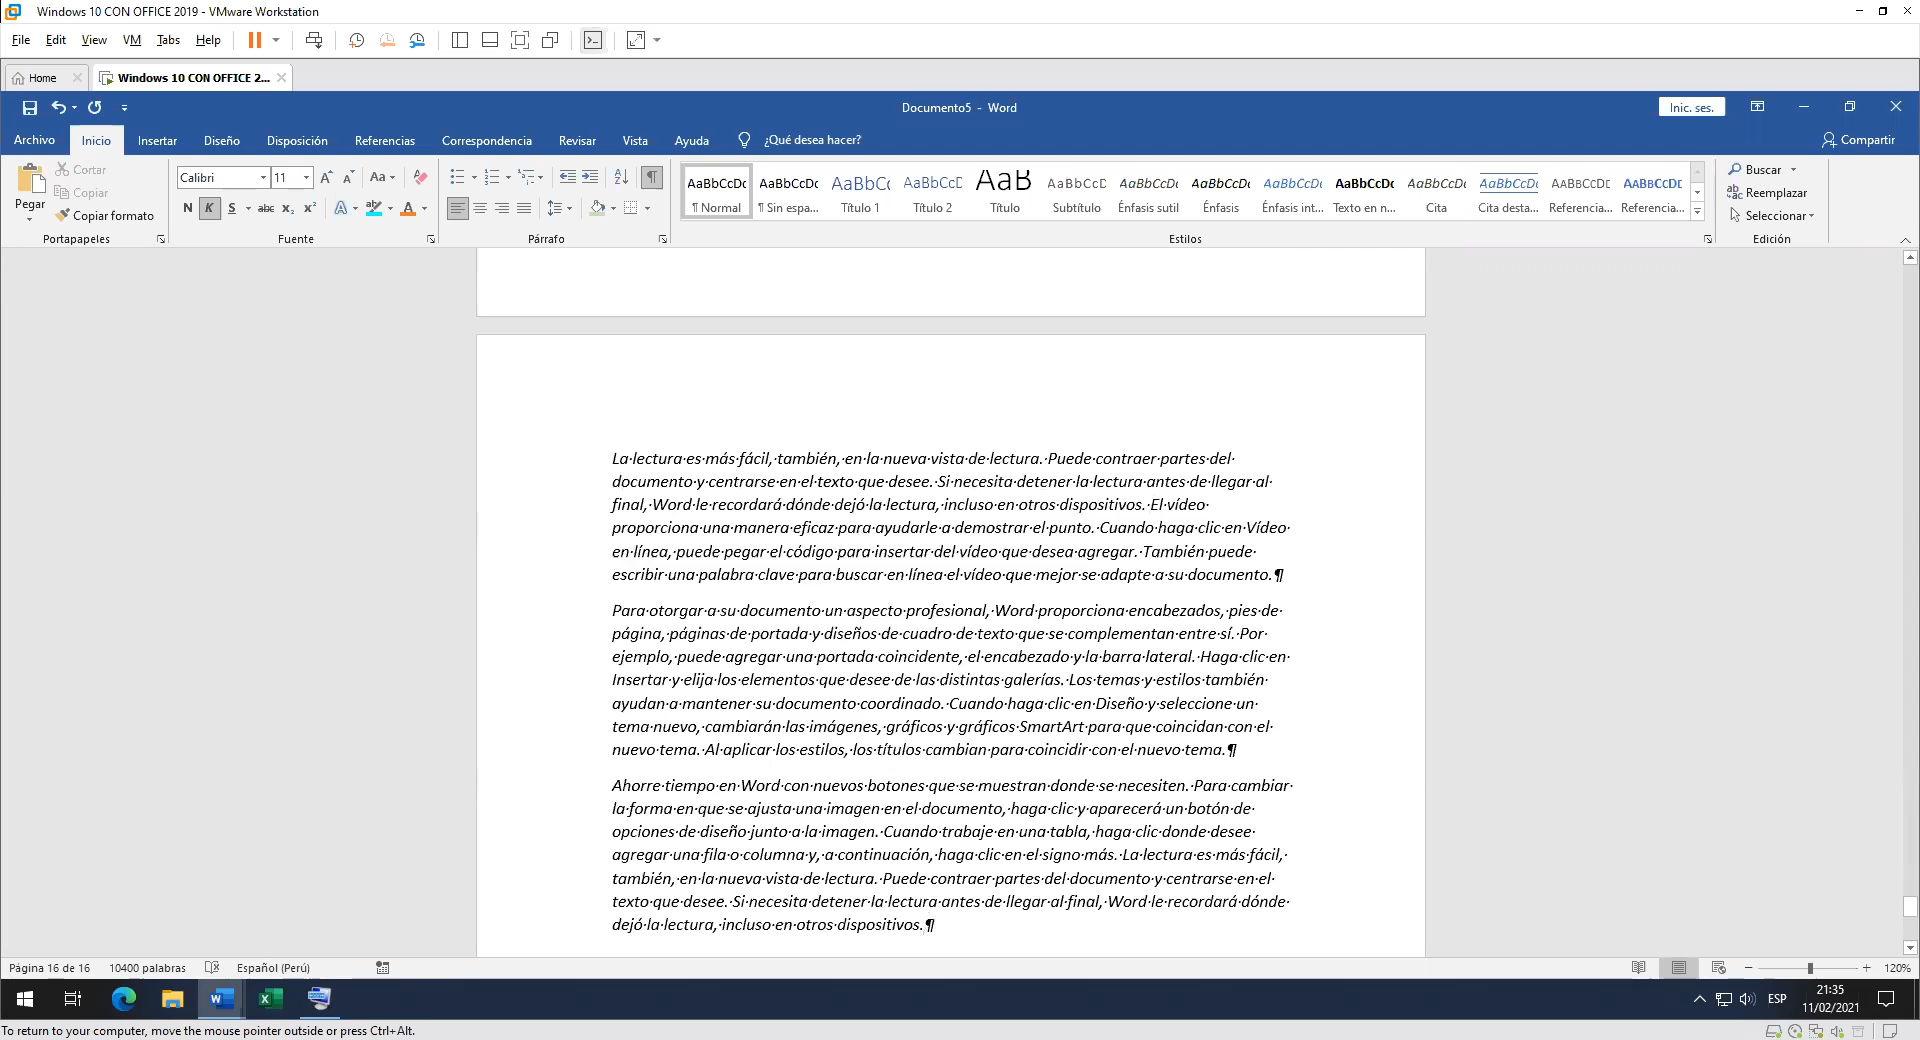 Windows 10 CON OFFICE 2019 - VMware Workstation
File Edit View VM Tabs Help
Home Windows 10 CON OFFICE 2...
Documento5 - Word Inic. ses.
Archivo Inicio Insertar Diseño Disposición Referencias Correspondencia Revisar Vista Ayuda ¿Qué desea hacer? Compartir
Pegar
Cortar
Copiar
Copiar formato
Portapapeles
Calibri 11
N K S abc x₂ x²
Fuente
Párrafo
AaBbCcDc AaBbCcDc AaBbCc AaBbCcD AaB AaBbCcD AaBbCcDc AaBbCcDc AaBbCcDc AaBbCcDc AaBbCcDc AaBbCcDc AaBbCcDd AaBbCcDd
¶ Normal ¶ Sin espa... Título 1 Título 2 Título Subtítulo Énfasis sutil Énfasis Énfasis int... Texto en n... Cita Cita desta... Referencia... Referencia...
Estilos
Buscar
Reemplazar
Seleccionar
Edición
La·lectura·es·más·fácil,·también,·en·la·nueva·vista·de·lectura.·Puede·contraer·partes·del·
documento·y·centrarse·en·el·texto·que·desee.·Si·necesita·detener·la·lectura·antes·de·llegar·al·
final,·Word·le·recordará·dónde·dejó·la·lectura,·incluso·en·otros·dispositivos.·El·vídeo·
proporciona·una·manera·eficaz·para·ayudarle·a·demostrar·el·punto.·Cuando·haga·clic·en·Vídeo·
en·línea,·puede·pegar·el·código·para·insertar·del·vídeo·que·desea·agregar.·También·puede·
escribir·una·palabra·clave·para·buscar·en·línea·el·vídeo·que·mejor·se·adapte·a·su·documento.¶
Para·otorgar·a·su·documento·un·aspecto·profesional,·Word·proporciona·encabezados,·pies·de·
página,·páginas·de·portada·y·diseños·de·cuadro·de·texto·que·se·complementan·entre·sí.·Por·
ejemplo,·puede·agregar·una·portada·coincidente,·el·encabezado·y·la·barra·lateral.·Haga·clic·en·
Insertar·y·elija·los·elementos·que·desee·de·las·distintas·galerías.·Los·temas·y·estilos·también·
ayudan·a·mantener·su·documento·coordinado.·Cuando·haga·clic·en·Diseño·y·seleccione·un·
tema·nuevo,·cambiarán·las·imágenes,·gráficos·y·gráficos·SmartArt·para·que·coincidan·con·el·
nuevo·tema.·Al·aplicar·los·estilos,·los·títulos·cambian·para·coincidir·con·el·nuevo·tema.¶
Ahorre·tiempo·en·Word·con·nuevos·botones·que·se·muestran·donde·se·necesiten.·Para·cambiar·
la·forma·en·que·se·ajusta·una·imagen·en·el·documento,·haga·clic·y·aparecerá·un·botón·de·
opciones·de·diseño·junto·a·la·imagen.·Cuando·trabaje·en·una·tabla,·haga·clic·donde·desee·
agregar·una·fila·o·columna·y,·a·continuación,·haga·clic·en·el·signo·más.·La·lectura·es·más·fácil,·
también,·en·la·nueva·vista·de·lectura.·Puede·contraer·partes·del·documento·y·centrarse·en·el·
texto·que·desee.·Si·necesita·detener·la·lectura·antes·de·llegar·al·final,·Word·le·recordará·dónde·
dejó·la·lectura,·incluso·en·otros·dispositivos.¶
Página 16 de 16 10400 palabras Español (Perú) 120%
ESP 21:35
11/02/2021
To return to your computer, move the mouse pointer outside or press Ctrl+Alt.